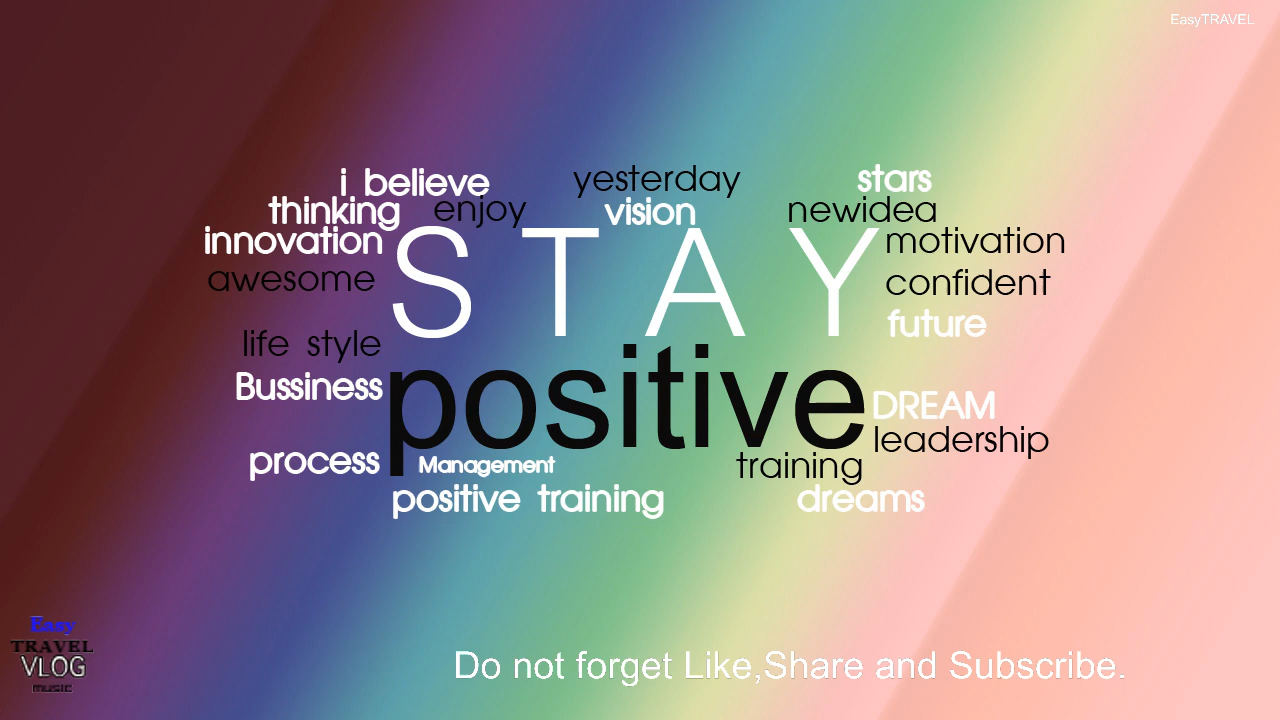 EasyTRAVEL
i believe
yesterday
stars
thinking
enjoy
vision
newidea
innovation
motivation
awesome
confident
STAY
future
life style
positive
Bussiness
DREAM
leadership
process
Management
training
positive training
dreams
Easy
TRAVEL
VLOG
music
Do not forget Like,Share and Subscribe.